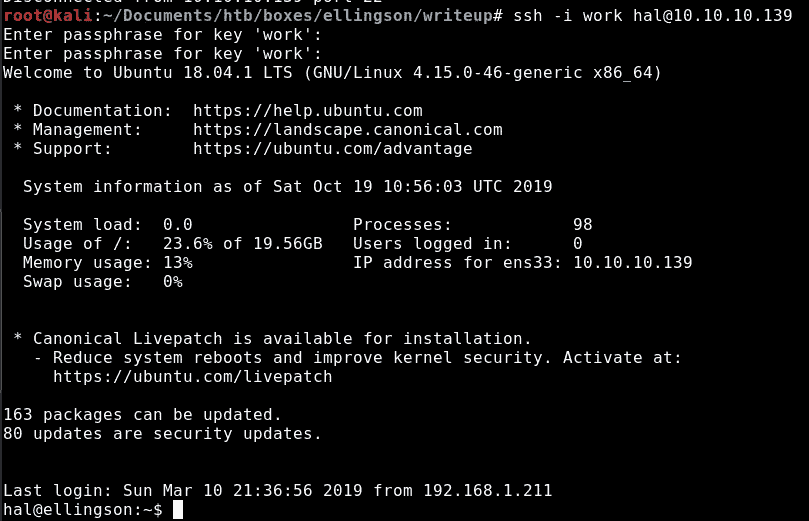 root@kali:~/Documents/htb/boxes/ellingson/writeup# ssh -i work hal@10.10.10.139
Enter passphrase for key 'work':
Enter passphrase for key 'work':
Welcome to Ubuntu 18.04.1 LTS (GNU/Linux 4.15.0-46-generic x86_64)
* Documentation:  https://help.ubuntu.com
* Management:     https://landscape.canonical.com
* Support:        https://ubuntu.com/advantage
System information as of Sat Oct 19 10:56:03 UTC 2019
System load:  0.0                Processes:            98
Usage of /:   23.6% of 19.56GB   Users logged in:      0
Memory usage: 13%                IP address for ens33: 10.10.10.139
Swap usage:   0%
* Canonical Livepatch is available for installation.
- Reduce system reboots and improve kernel security. Activate at:
https://ubuntu.com/livepatch
163 packages can be updated.
80 updates are security updates.
Last login: Sun Mar 10 21:36:56 2019 from 192.168.1.211
hal@ellingson:~$